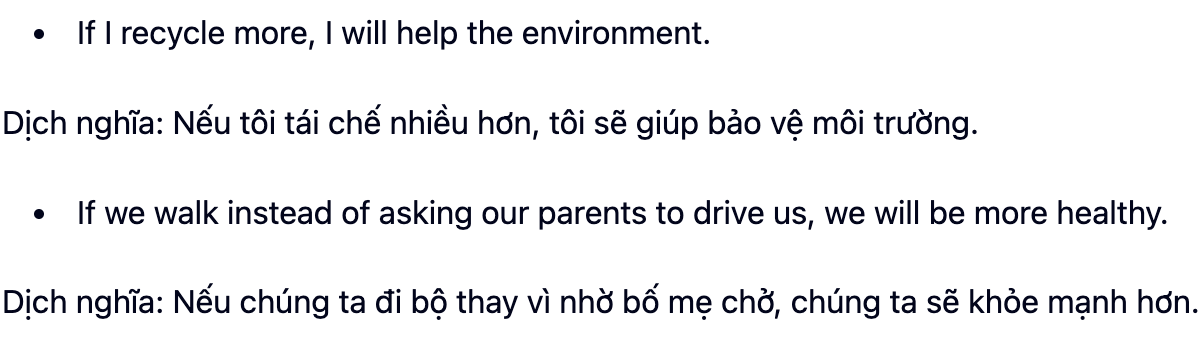 • If I recycle more, I will help the environment.
Dịch nghĩa: Nếu tôi tái chế nhiều hơn, tôi sẽ giúp bảo vệ môi trường.
• If we walk instead of asking our parents to drive us, we will be more healthy.
Dịch nghĩa: Nếu chúng ta đi bộ thay vì nhờ bố mẹ chở, chúng ta sẽ khỏe mạnh hơn.